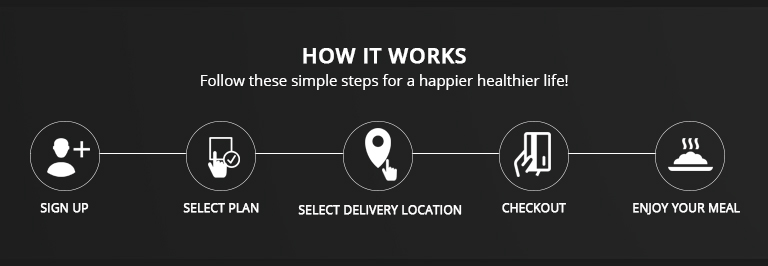 HOW IT WORKS
Follow these simple steps for a happier healthier life!
SIGN UP
SELECT PLAN
SELECT DELIVERY LOCATION
CHECKOUT
ENJOY YOUR MEAL